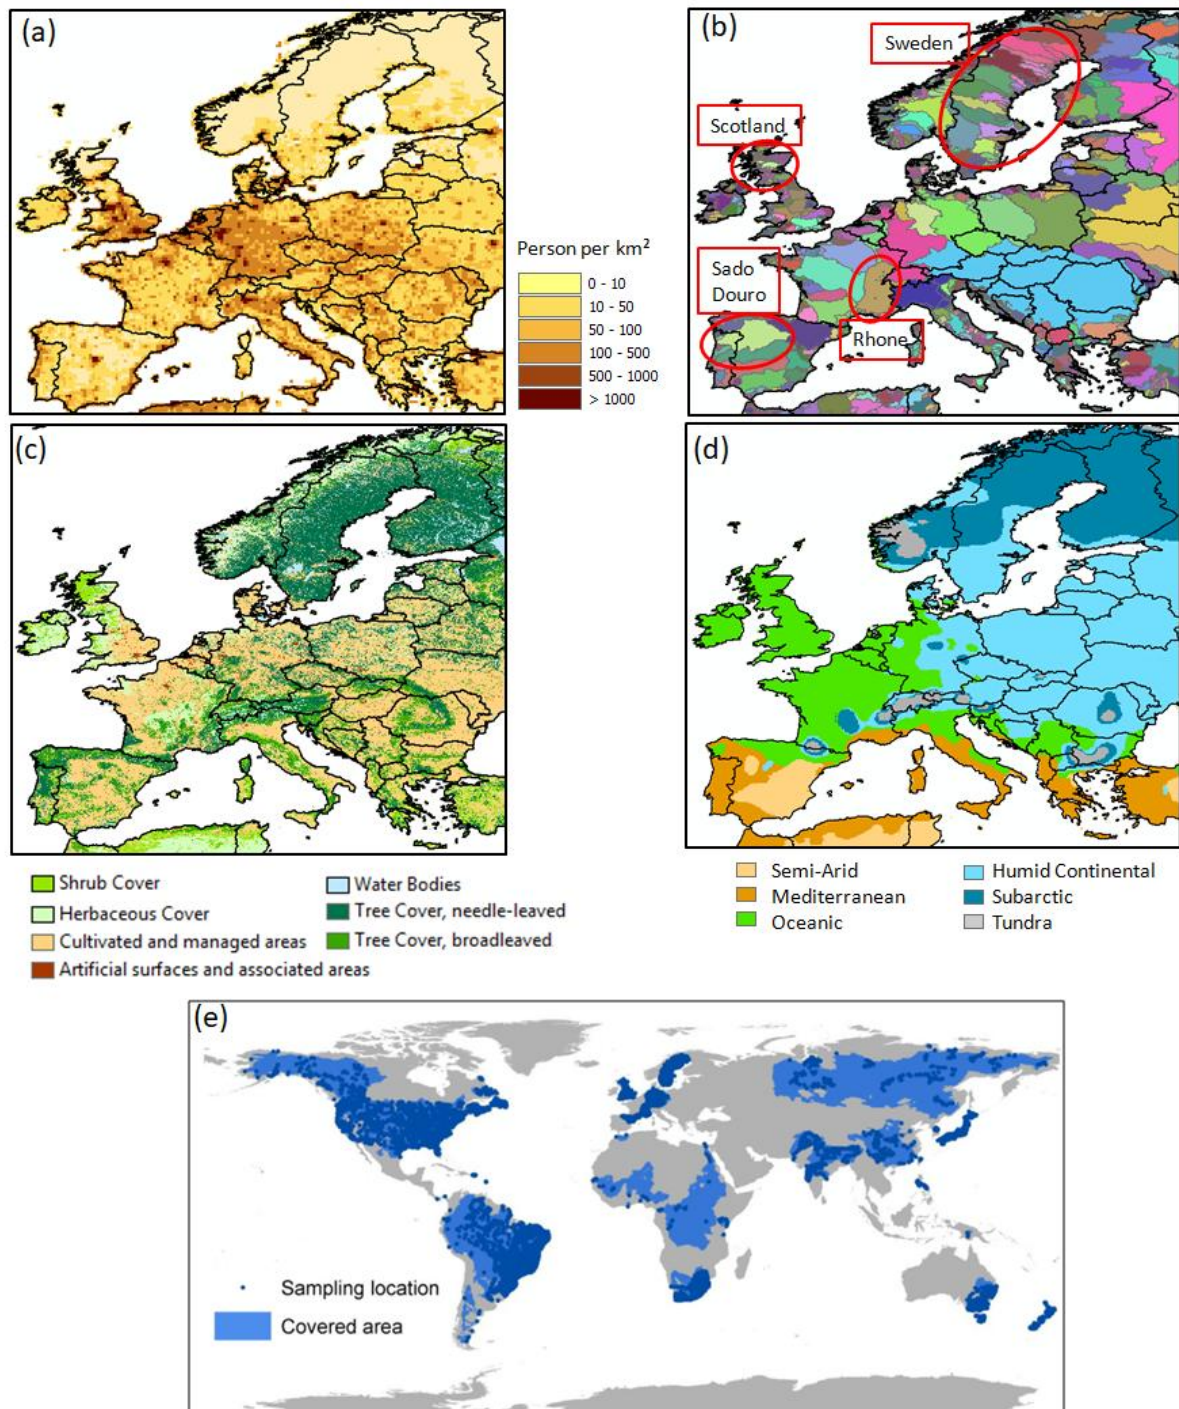 (a)
(b)
Sweden
Scotland
Sado
Douro
Rhone
Person per km²
0 - 10
10 - 50
50 - 100
100 - 500
500 - 1000
> 1000
(c)
(d)
Shrub Cover
Herbaceous Cover
Cultivated and managed areas
Artificial surfaces and associated areas
Water Bodies
Tree Cover, needle-leaved
Tree Cover, broadleaved
Semi-Arid
Mediterranean
Oceanic
Humid Continental
Subarctic
Tundra
(e)
Sampling location
Covered area